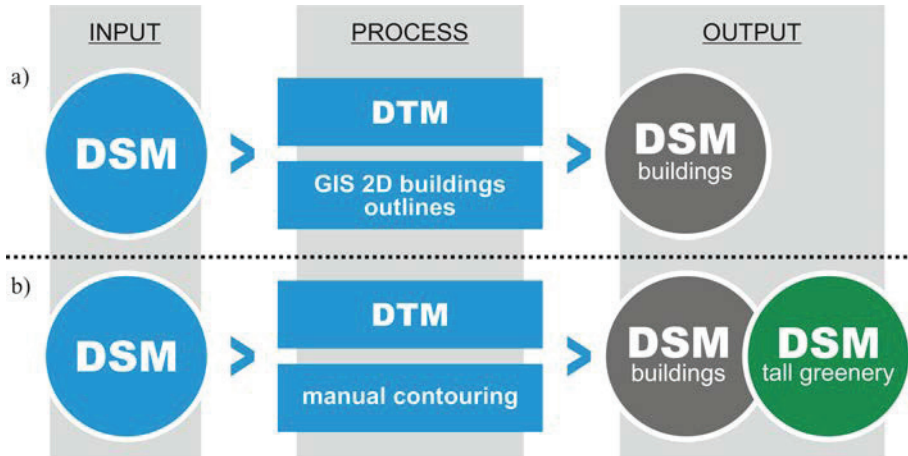 INPUT
PROCESS
OUTPUT
a)
DSM
>
DTM
GIS 2D buildings
outlines
>
DSM
buildings
b)
DSM
>
DTM
manual contouring
>
DSM
buildings
DSM
tall greenery